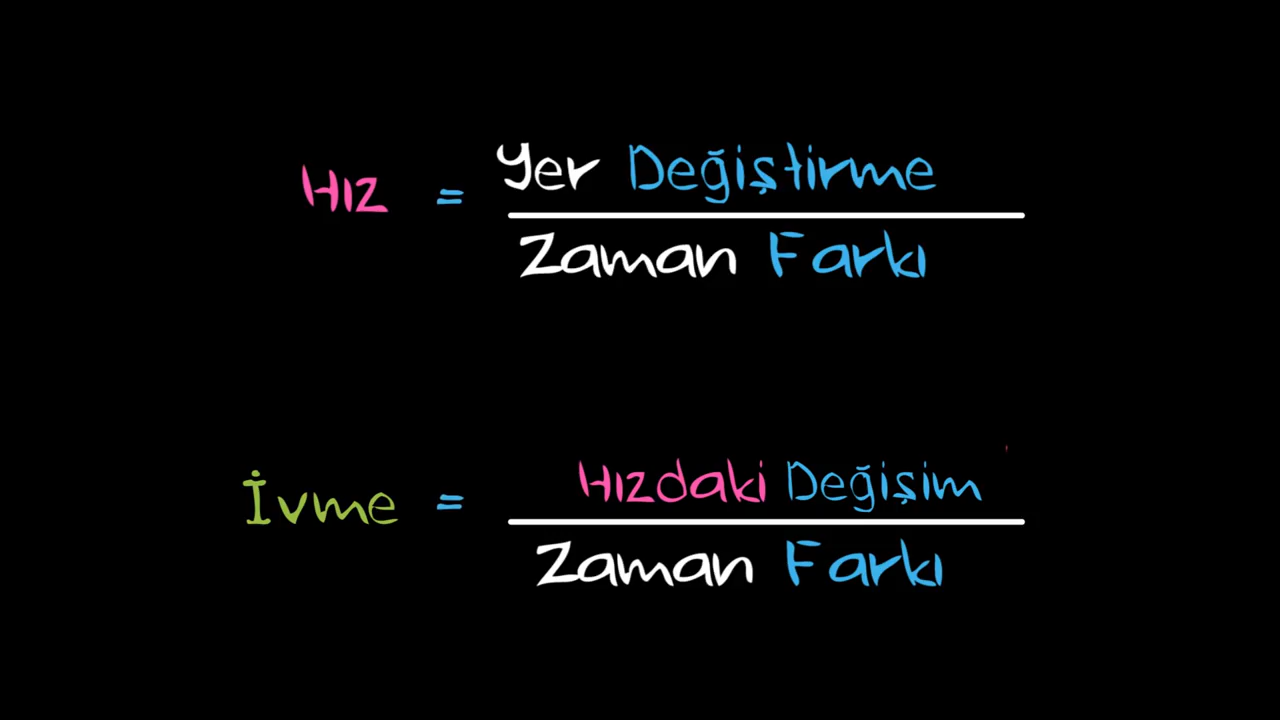 Hız = Yer Değiştirme
Zaman Farkı
İvme = Hızdaki Değişim
Zaman Farkı